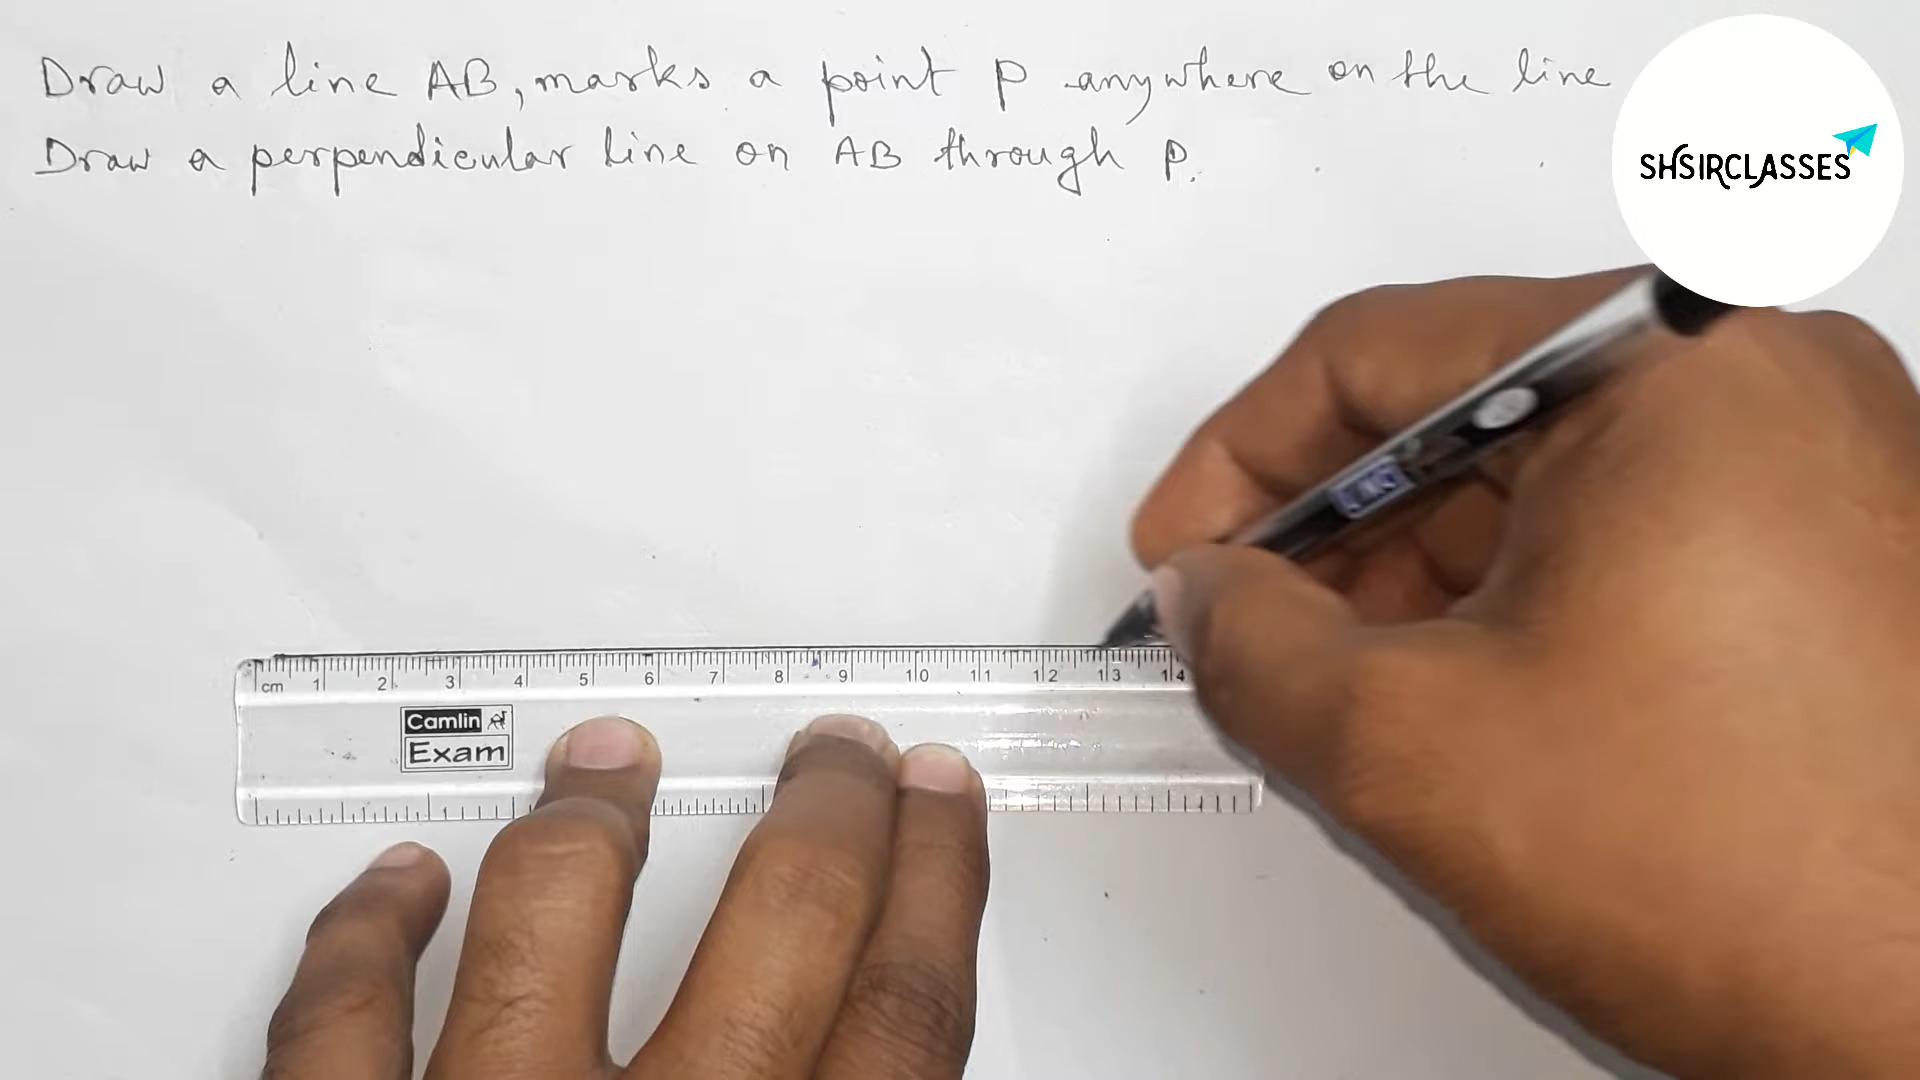 Draw a line AB, marks a point P anywhere on the line
Draw a perpendicular line on AB through P.
SHSIRCLASSES
cm 1 2 3 4 5 6 7 8 9 10 11 12 13 14
Camlin
Exam